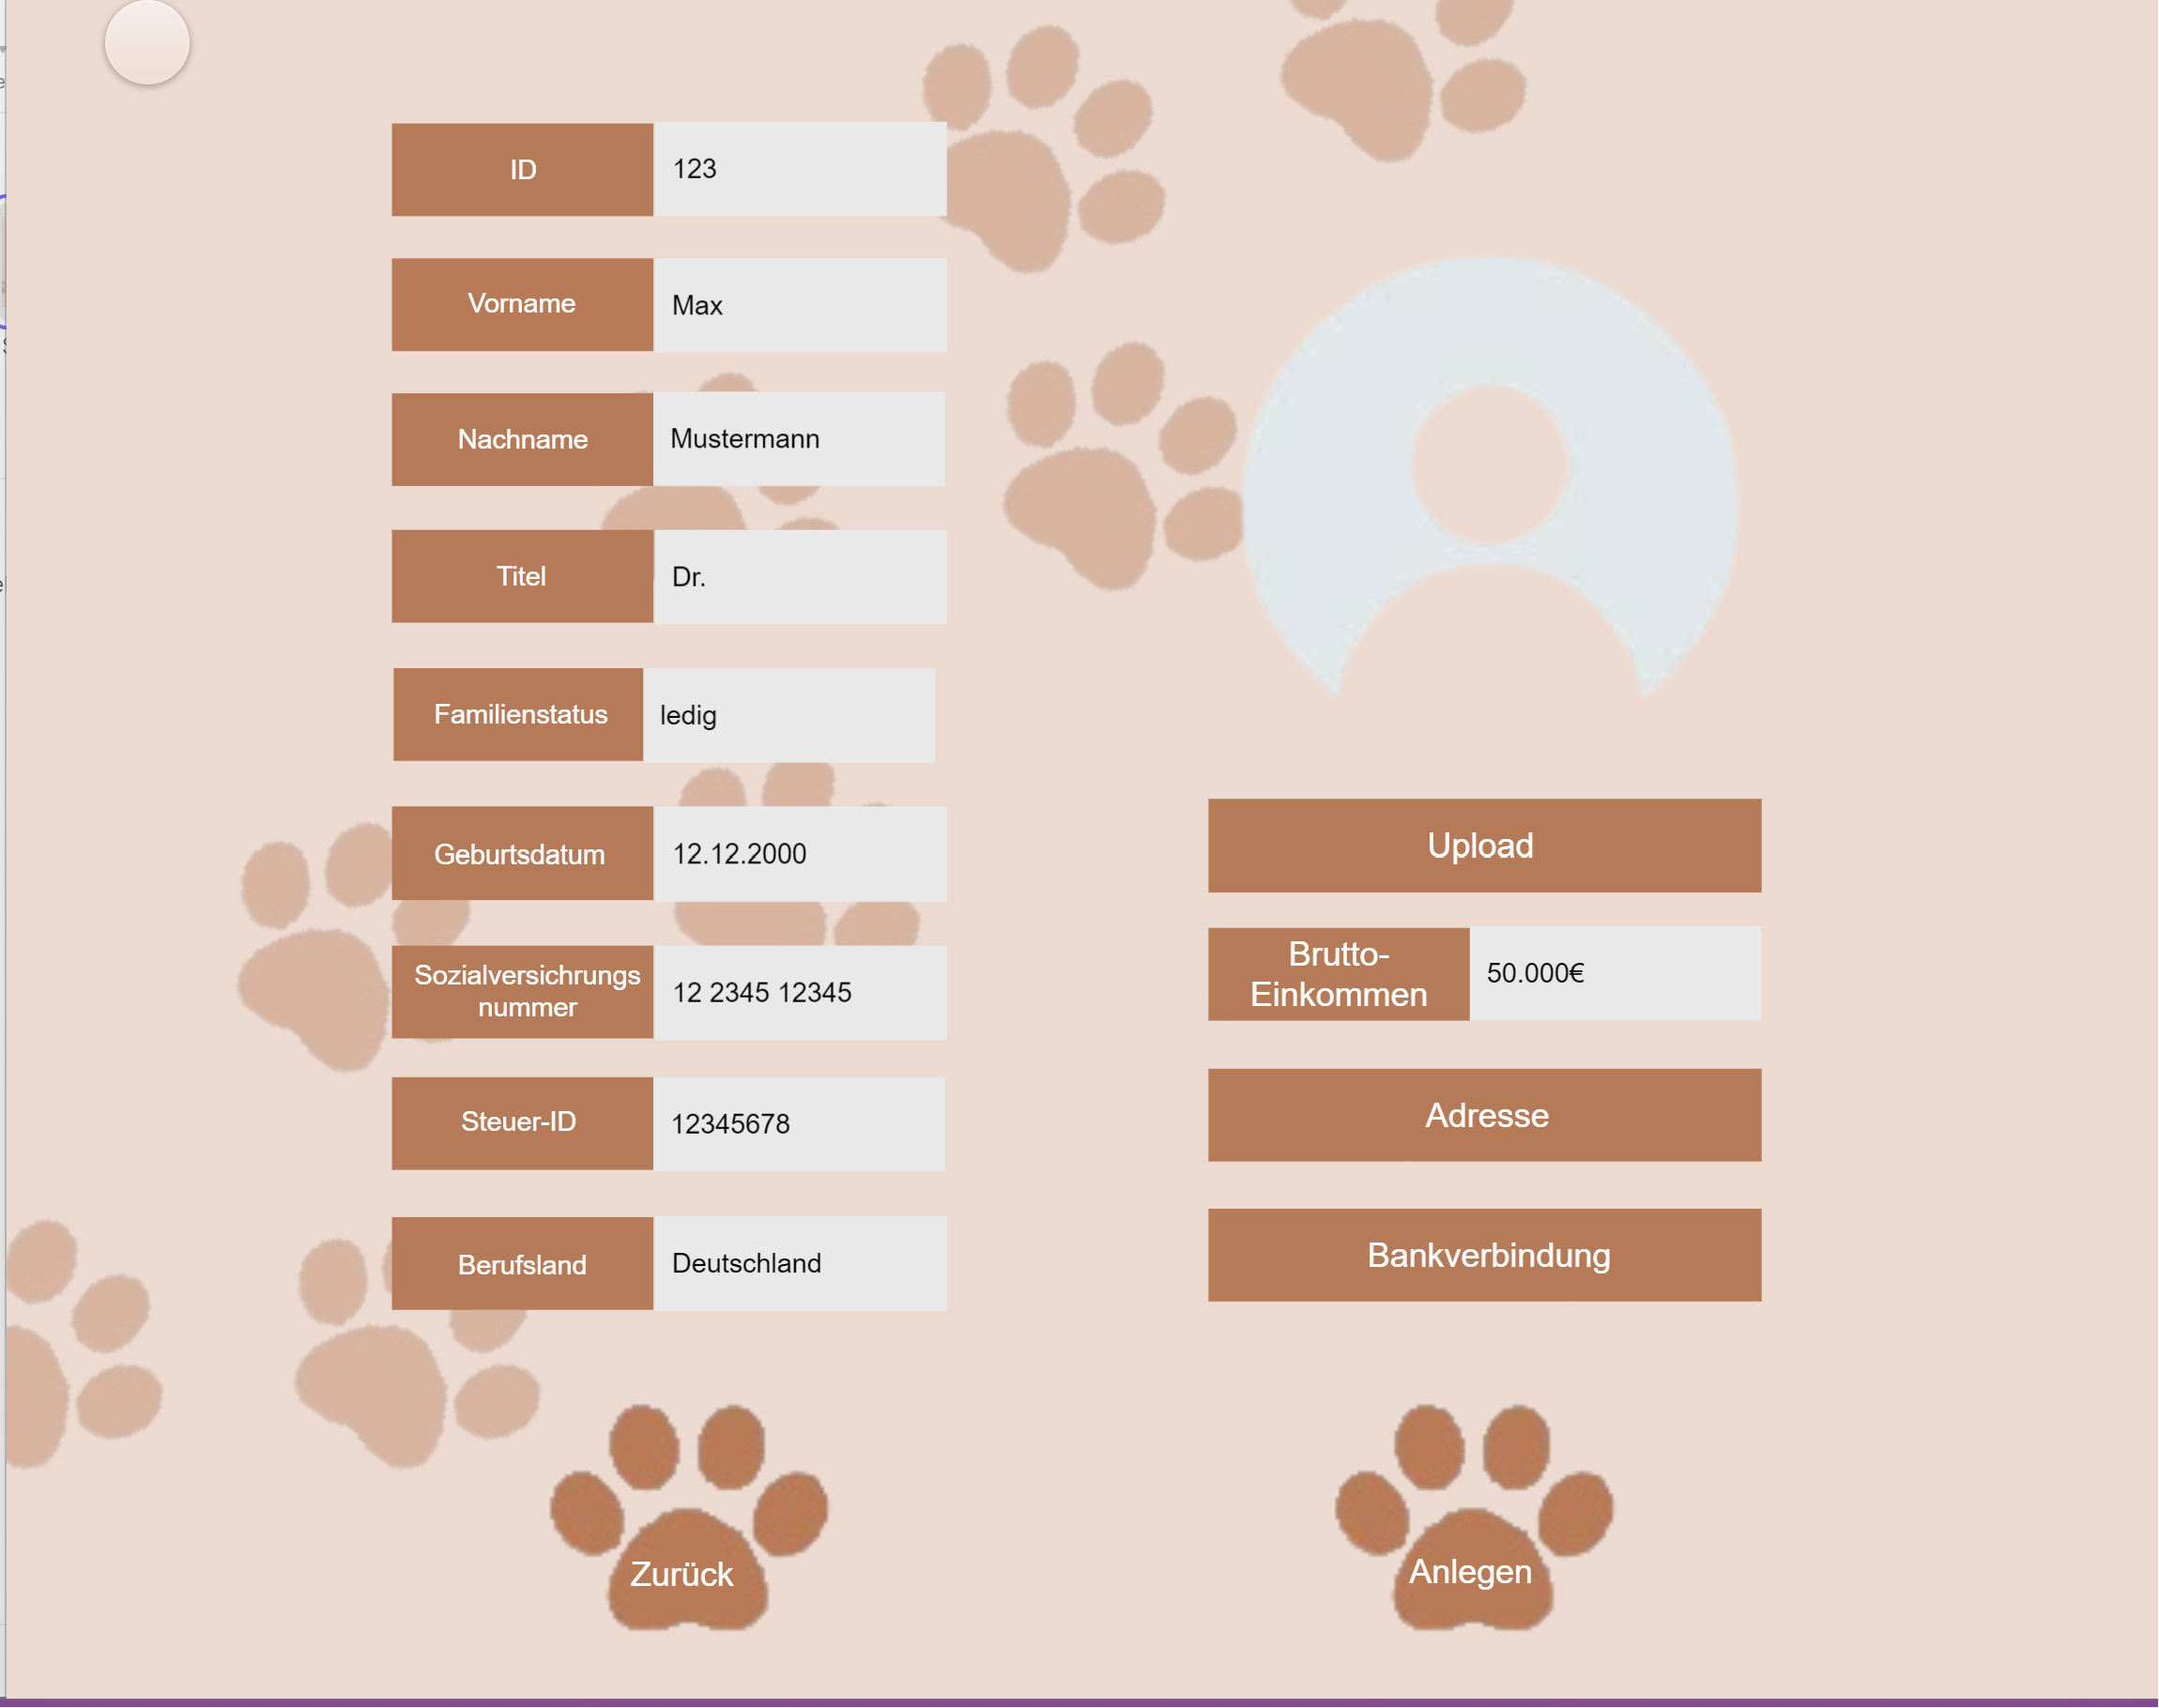 ID
123
Vorname
Max
Nachname
Mustermann
Titel
Dr.
Familienstatus
ledig
Geburtsdatum
12.12.2000
Sozialversichrungs
nummer
12 2345 12345
Steuer-ID
12345678
Berufsland
Deutschland
Upload
Brutto-
Einkommen
50.000€
Adresse
Bankverbindung
Zurück
Anlegen